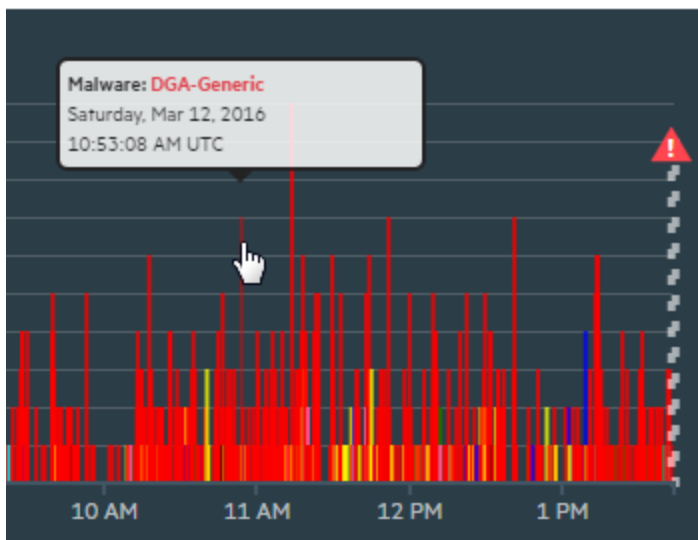 Malware: DGA-Generic
Saturday, Mar 12, 2016
10:53:08 AM UTC
!
10 AM 11 AM 12 PM 1 PM